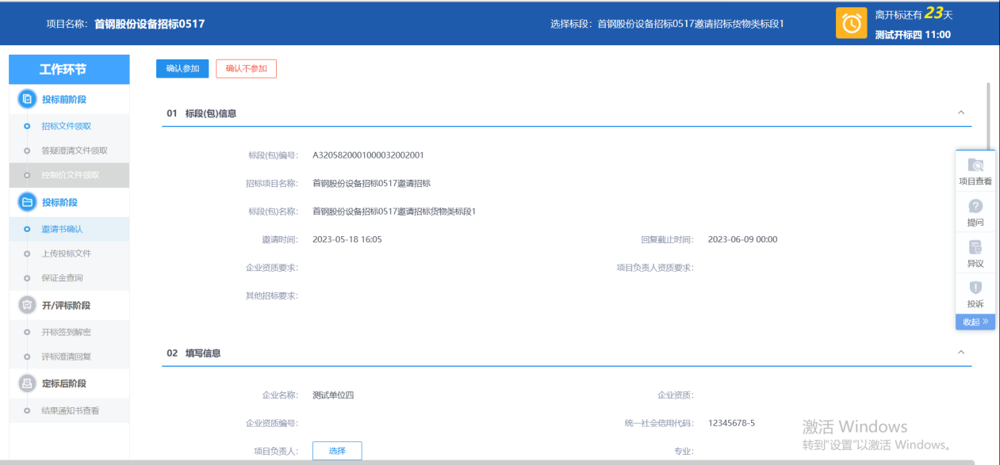 项目名称： 首钢股份设备招标0517
选择标段：首钢股份设备招标0517邀请招标货物类标段1
离开标还有23天
测试开标四 11:00
工作环节
投标前阶段
招标文件领取
答疑澄清文件领取
控制价文件领取
投标阶段
邀请书确认
上传投标文件
保证金查询
开/评标阶段
开标签到解密
评标澄清回复
定标后阶段
结果通知书查看
确认参加
确认不参加
01 标段(包)信息
标段(包)编号： A3205820001000032002001
招标项目名称： 首钢股份设备招标0517邀请招标
标段(包)名称： 首钢股份设备招标0517邀请招标货物类标段1
邀请时间： 2023-05-18 16:05 回复截止时间： 2023-06-09 00:00
企业资质要求： 项目负责人资质要求：
其他招标要求：
02 填写信息
企业名称： 测试单位四 企业资质：
企业资质编号： 统一社会信用代码： 12345678-5
项目负责人： 选择 专业：
项目查看
提问
异议
投诉
收起 »
激活 Windows
转到"设置"以激活 Windows。